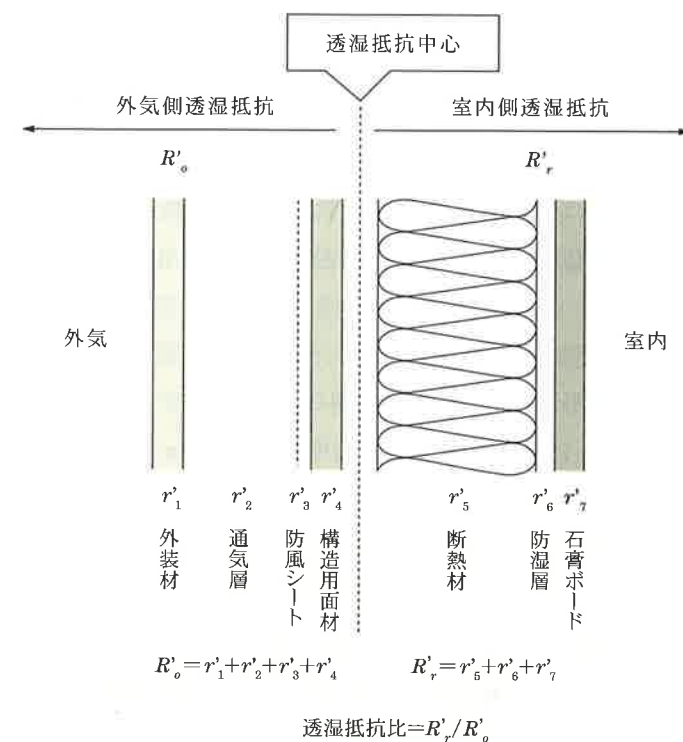 透湿抵抗中心
外気側透湿抵抗
室内側透湿抵抗
R'o
R'r
外気
室内
r'1
r'2
r'3
r'4
r'5
r'6
r'7
外装材
通気層
防風シート
構造用面材
断熱材
防湿層
石膏ボード
R'o=r'1+r'2+r'3+r'4
R'r=r'5+r'6+r'7
透湿抵抗比=R'r/R'o